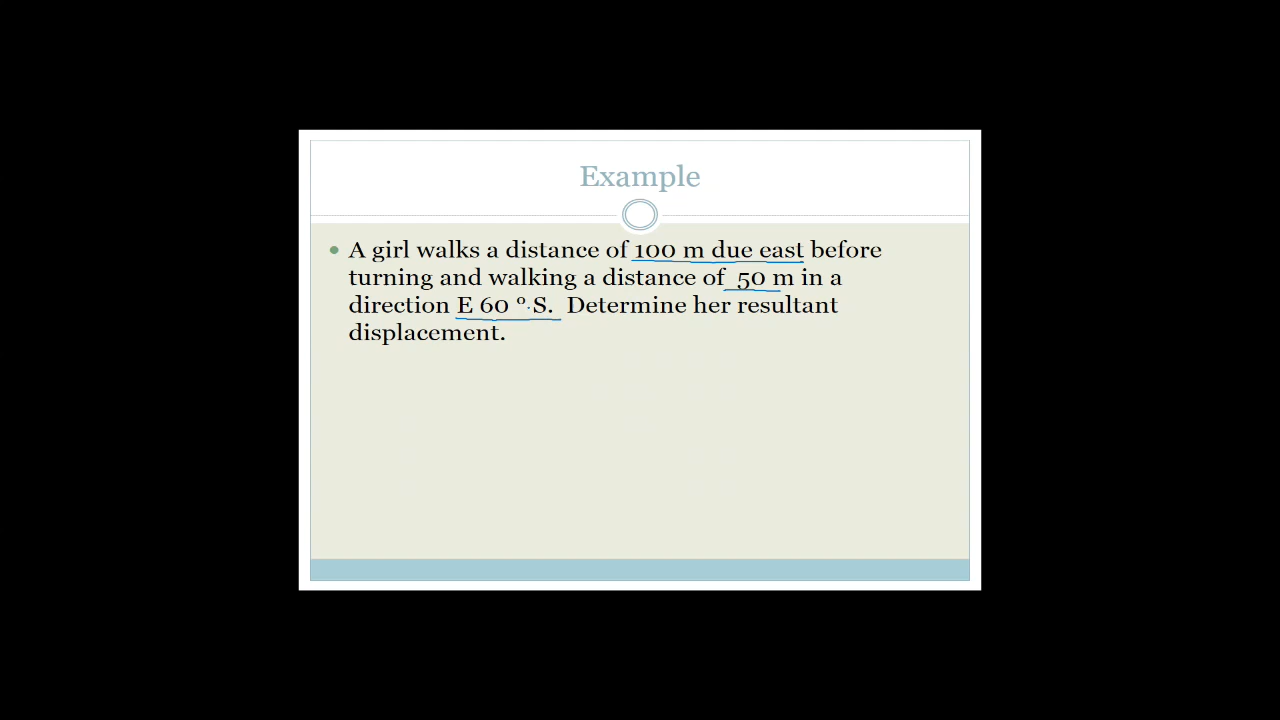 Example
A girl walks a distance of 100 m due east before
turning and walking a distance of 50 m in a
direction E 60 º S. Determine her resultant
displacement.